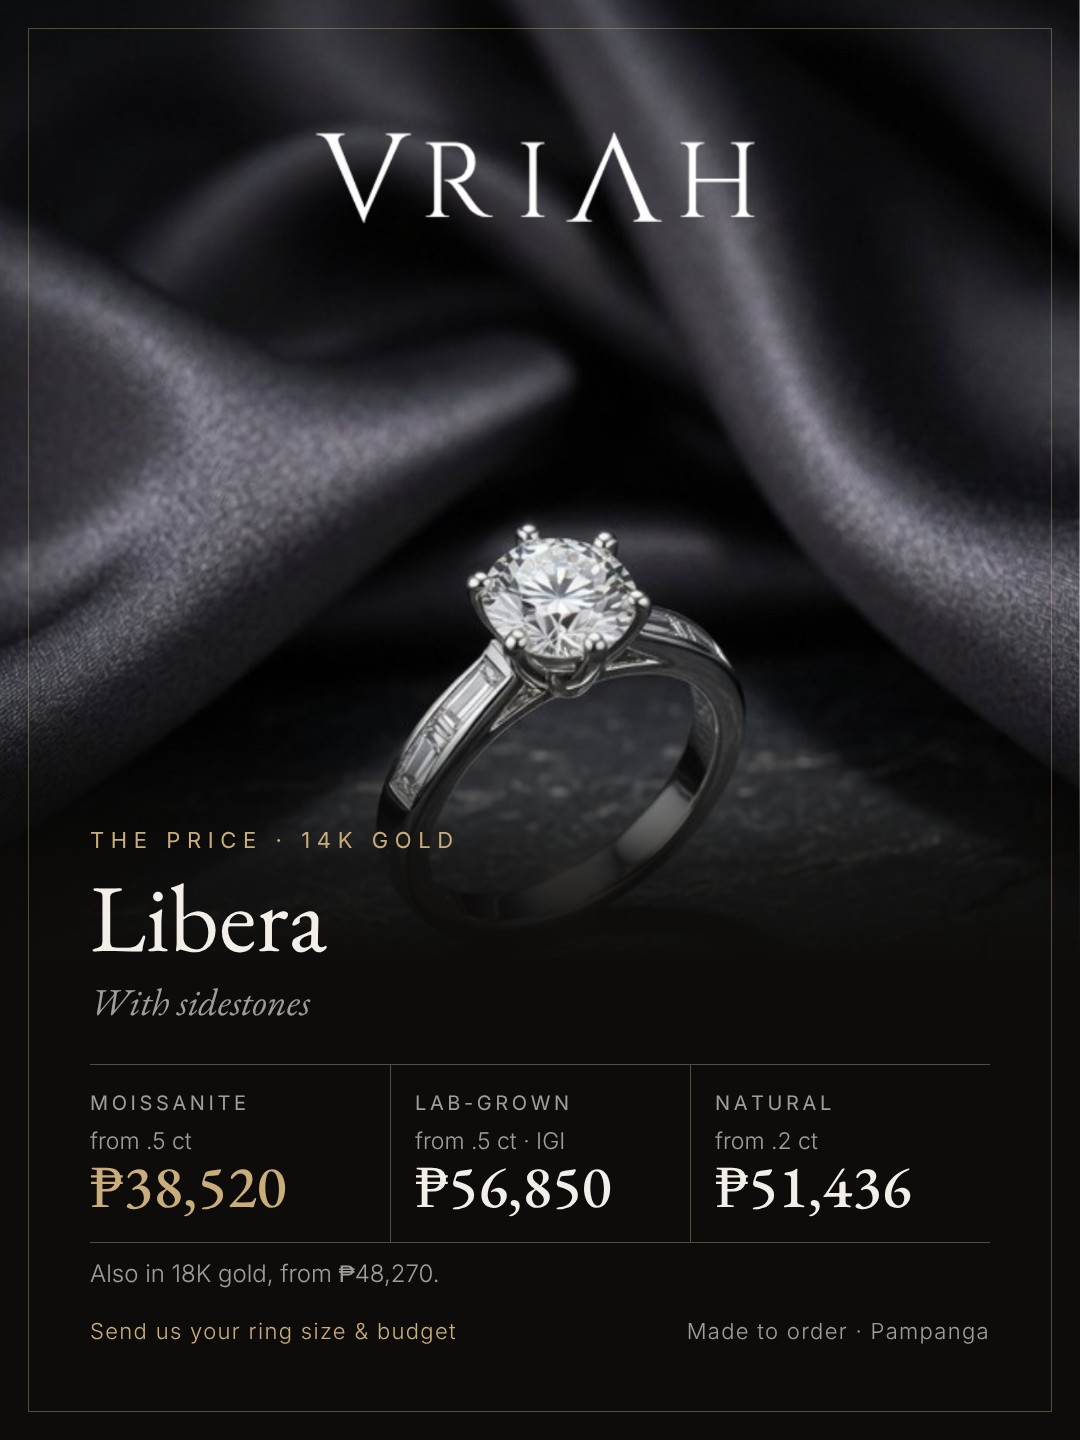 VRIAH
THE PRICE · 14K GOLD
Libera
With sidestones
MOISSANITE
from .5 ct
₱38,520
LAB-GROWN
from .5 ct · IGI
₱56,850
NATURAL
from .2 ct
₱51,436
Also in 18K gold, from ₱48,270.
Send us your ring size & budget
Made to order · Pampanga